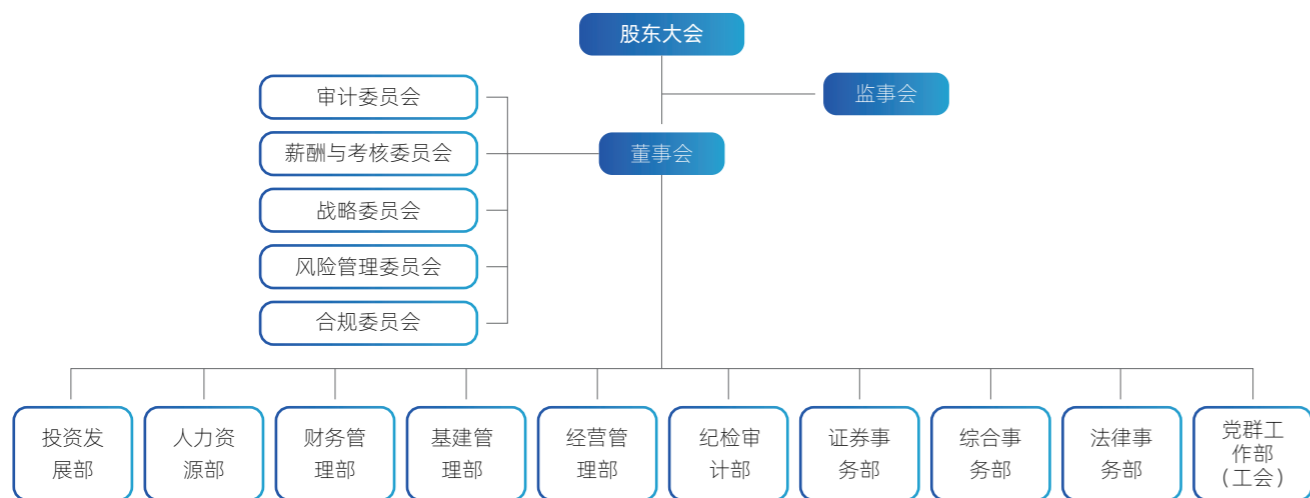 股东大会
审计委员会
监事会
薪酬与考核委员会
董事会
战略委员会
风险管理委员会
合规委员会
投资发
展部
人力资
源部
财务管
理部
基建管
理部
经营管
理部
纪检审
计部
证券事
务部
综合事
务部
法律事
务部
党群工
作部
（工会）